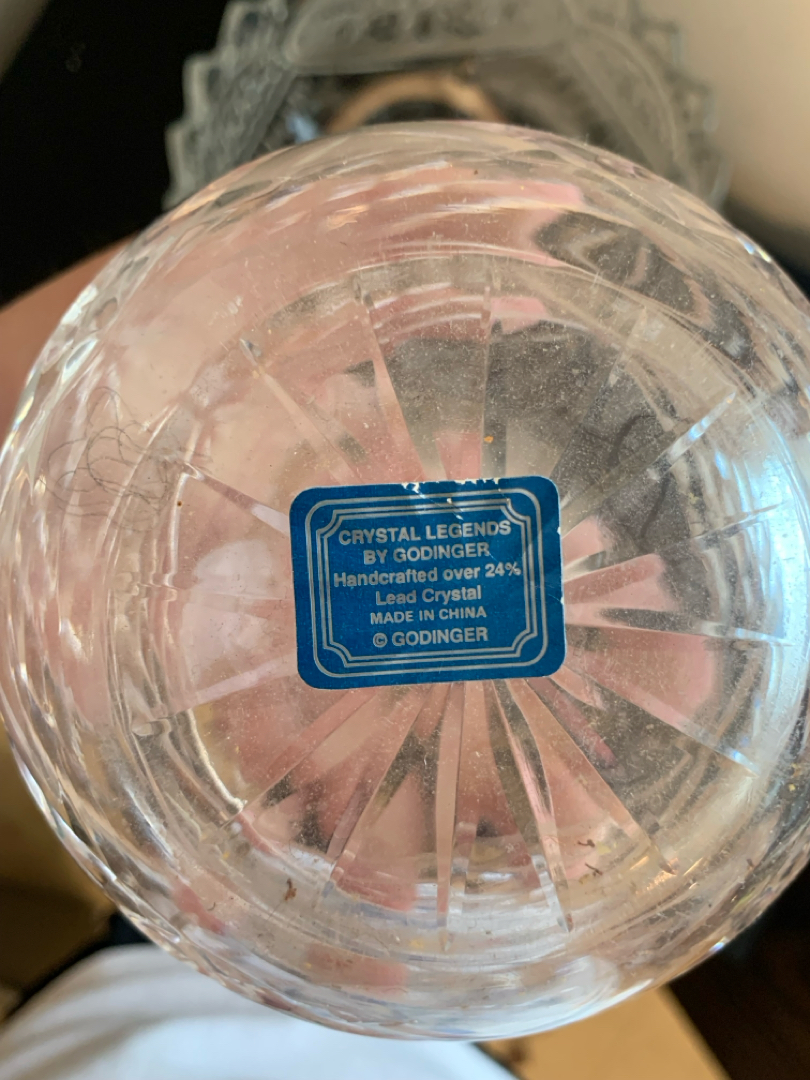 CRYSTAL LEGENDS
BY GODINGER
Handcrafted over 24%
Lead Crystal
MADE IN CHINA
© GODINGER